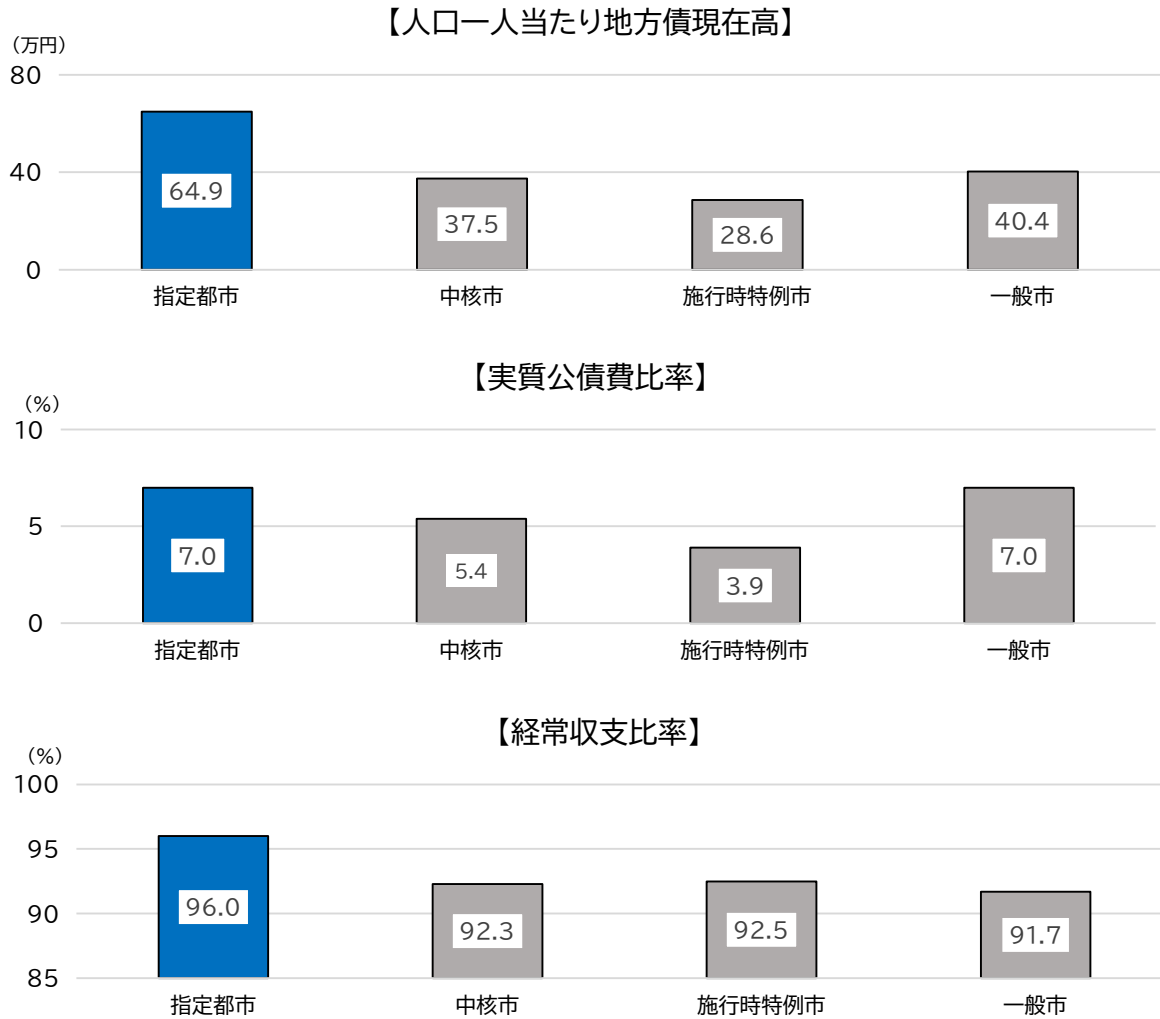 【人口一人当たり地方債現在高】
（万円）
80
40
0
64.9
37.5
28.6
40.4
指定都市
中核市
施行時特例市
一般市
【実質公債費比率】
（%）
10
5
0
7.0
5.4
3.9
7.0
指定都市
中核市
施行時特例市
一般市
【経常収支比率】
（%）
100
95
90
85
96.0
92.3
92.5
91.7
指定都市
中核市
施行時特例市
一般市